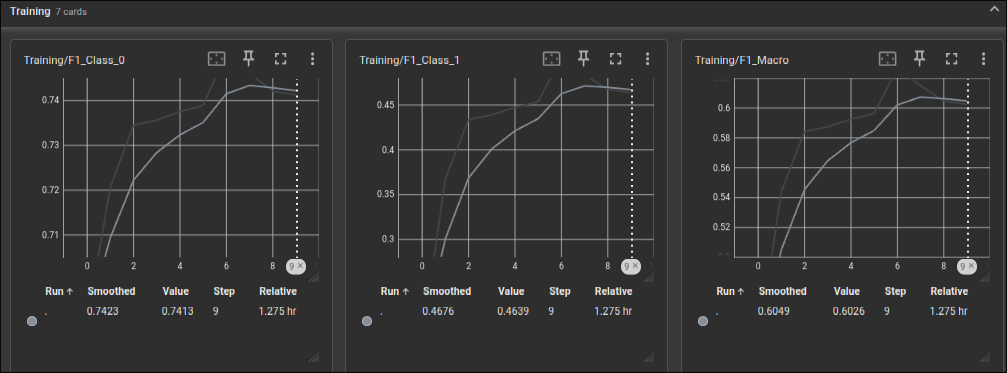 Training 7 cards
Training/F1_Class_0
0.74
0.73
0.72
0.71
0 2 4 6 8 9 ×
Run ↑ Smoothed Value Step Relative
. 0.7423 0.7413 9 1.275 hr
Training/F1_Class_1
0.45
0.4
0.35
0.3
0 2 4 6 8 9 ×
Run ↑ Smoothed Value Step Relative
. 0.4676 0.4639 9 1.275 hr
Training/F1_Macro
0.6
0.58
0.56
0.54
0.52
0 2 4 6 8 9 ×
Run ↑ Smoothed Value Step Relative
. 0.6049 0.6026 9 1.275 hr